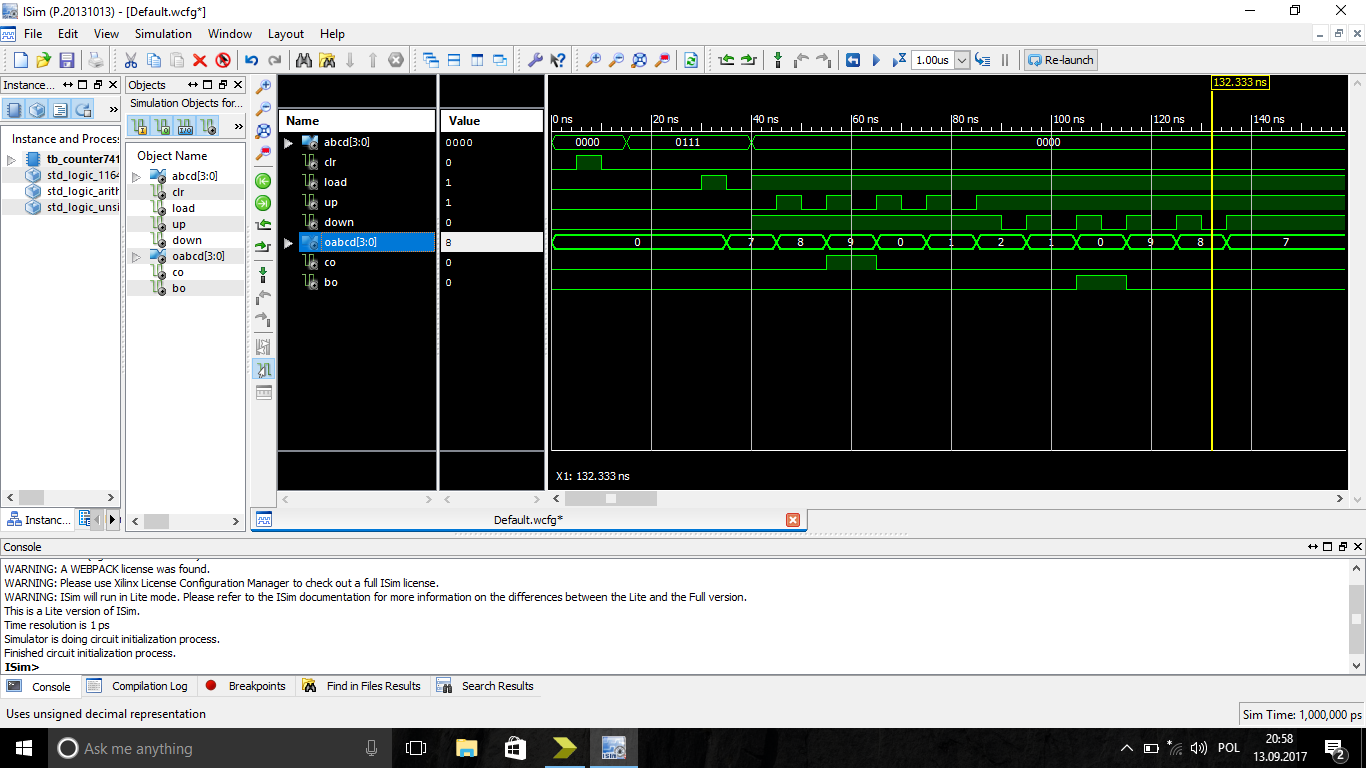 ISim (P.20131013) - [Default.wcfg*]
File Edit View Simulation Window Layout Help
1.00us Re-launch
Instance... Objects
Simulation Objects for...
Instance and Process
Object Name
tb_counter741
std_logic_1164
std_logic_arith
std_logic_unsi
abcd[3:0]
clr
load
up
down
oabcd[3:0]
co
bo
Name Value
abcd[3:0] 0000
clr 0
load 1
up 1
down 0
oabcd[3:0] 8
co 0
bo 0
132.333 ns
0 ns 20 ns 40 ns 60 ns 80 ns 100 ns 120 ns 140 ns
0000 0111 0000
0 7 8 9 0 1 2 1 0 9 8 7
X1: 132.333 ns
Instanc...
Default.wcfg*
Console
WARNING: A WEBPACK license was found.
WARNING: Please use Xilinx License Configuration Manager to check out a full ISim license.
WARNING: ISim will run in Lite mode. Please refer to the ISim documentation for more information on the differences between the Lite and the Full version.
This is a Lite version of ISim.
Time resolution is 1 ps
Simulator is doing circuit initialization process.
Finished circuit initialization process.
ISim>
Console Compilation Log Breakpoints Find in Files Results Search Results
Uses unsigned decimal representation Sim Time: 1,000,000 ps
Ask me anything
ISim
POL
20:58
13.09.2017
2